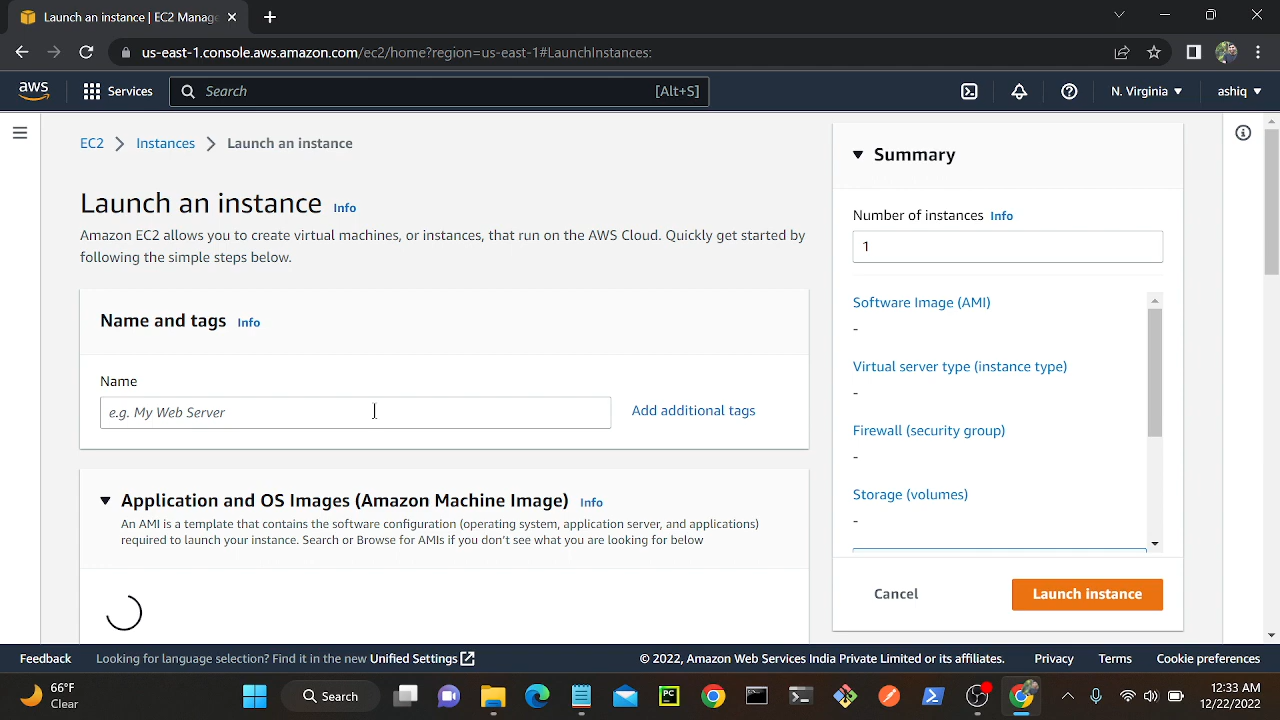 Launch an instance | EC2 Manage
us-east-1.console.aws.amazon.com/ec2/home?region=us-east-1#LaunchInstances:
aws
Services
Search
[Alt+S]
N. Virginia
ashiq
EC2
Instances
Launch an instance
Launch an instance Info
Amazon EC2 allows you to create virtual machines, or instances, that run on the AWS Cloud. Quickly get started by
following the simple steps below.
Name and tags Info
Name
e.g. My Web Server
Add additional tags
Application and OS Images (Amazon Machine Image) Info
An AMI is a template that contains the software configuration (operating system, application server, and applications)
required to launch your instance. Search or Browse for AMIs if you don't see what you are looking for below
Summary
Number of instances Info
1
Software Image (AMI)
-
Virtual server type (instance type)
-
Firewall (security group)
-
Storage (volumes)
-
Cancel
Launch instance
Feedback
Looking for language selection? Find it in the new Unified Settings
© 2022, Amazon Web Services India Private Limited or its affiliates.
Privacy
Terms
Cookie preferences
66°F
Clear
Search
PC
12:33 AM
12/22/2022